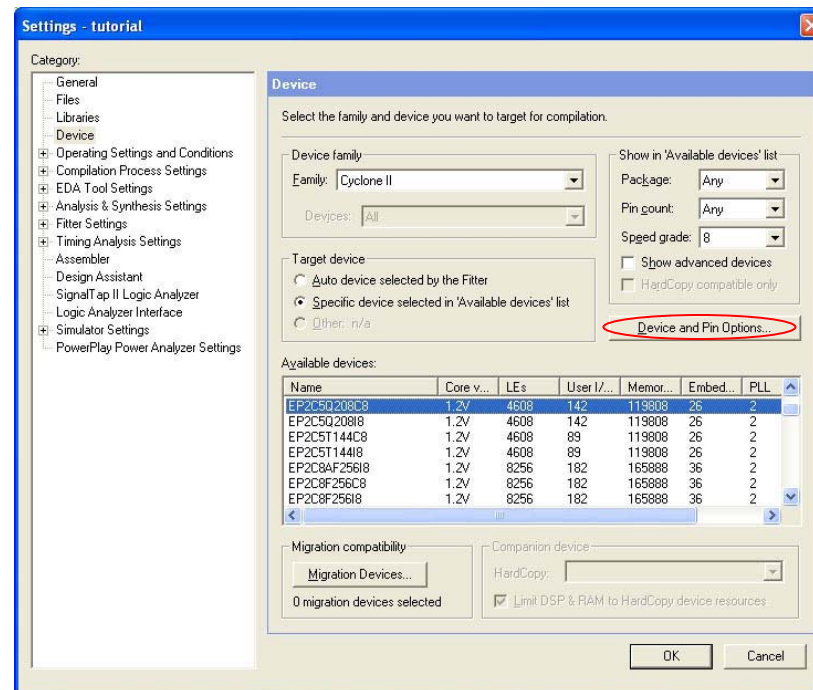 Settings - tutorial
Category:
General
Files
Libraries
Device
Operating Settings and Conditions
Compilation Process Settings
EDA Tool Settings
Analysis & Synthesis Settings
Fitter Settings
Timing Analysis Settings
Assembler
Design Assistant
SignalTap II Logic Analyzer
Logic Analyzer Interface
Simulator Settings
PowerPlay Power Analyzer Settings
Device
Select the family and device you want to target for compilation.
Device family
Family: Cyclone II
Devices: All
Show in 'Available devices' list
Package: Any
Pin count: Any
Speed grade: 8
Show advanced devices
HardCopy compatible only
Target device
Auto device selected by the Fitter
Specific device selected in 'Available devices' list
Other: n/a
Device and Pin Options...
Available devices:
Name Core v... LEs User I/... Memor... Embed... PLL
EP2C5Q208C8 1.2V 4608 142 119808 26 2
EP2C5Q208I8 1.2V 4608 142 119808 26 2
EP2C5T144C8 1.2V 4608 89 119808 26 2
EP2C5T144I8 1.2V 4608 89 119808 26 2
EP2C8AF256I8 1.2V 8256 182 165888 36 2
EP2C8F256C8 1.2V 8256 182 165888 36 2
EP2C8F256I8 1.2V 8256 182 165888 36 2
Migration compatibility
Migration Devices...
0 migration devices selected
Companion device
HardCopy:
Limit DSP & RAM to HardCopy device resources
OK Cancel